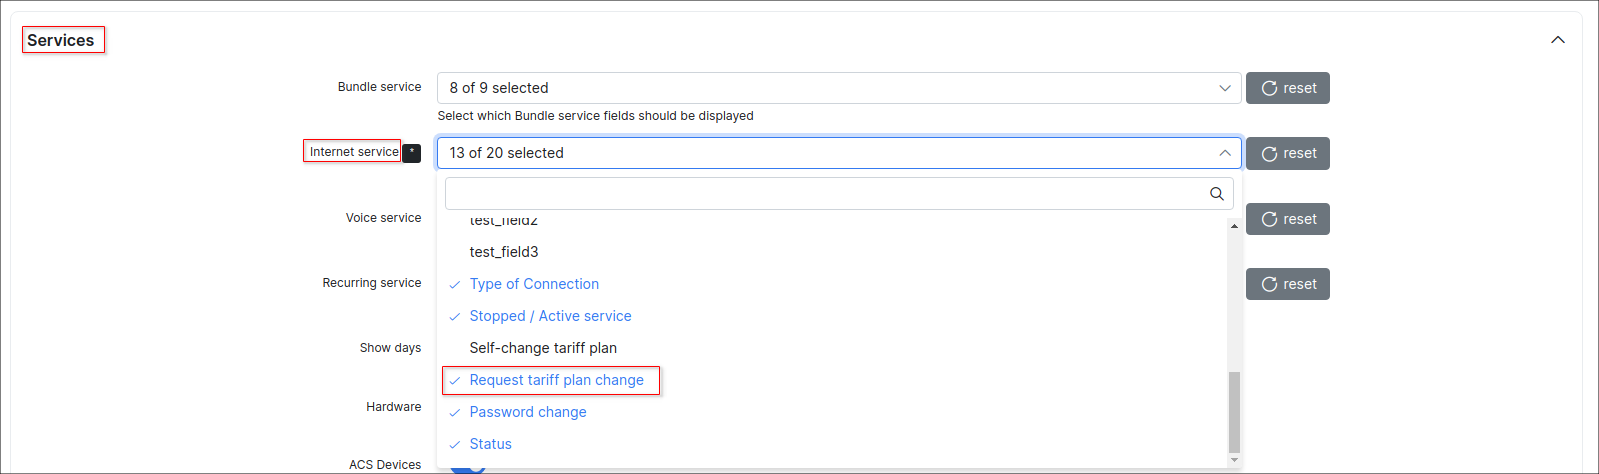 Services
Bundle service
8 of 9 selected
reset
Select which Bundle service fields should be displayed
Internet service *
13 of 20 selected
reset
Voice service
test_field2
reset
test_field3
Recurring service
Type of Connection
reset
Stopped / Active service
Show days
Self-change tariff plan
Request tariff plan change
Hardware
Password change
Status
ACS Devices